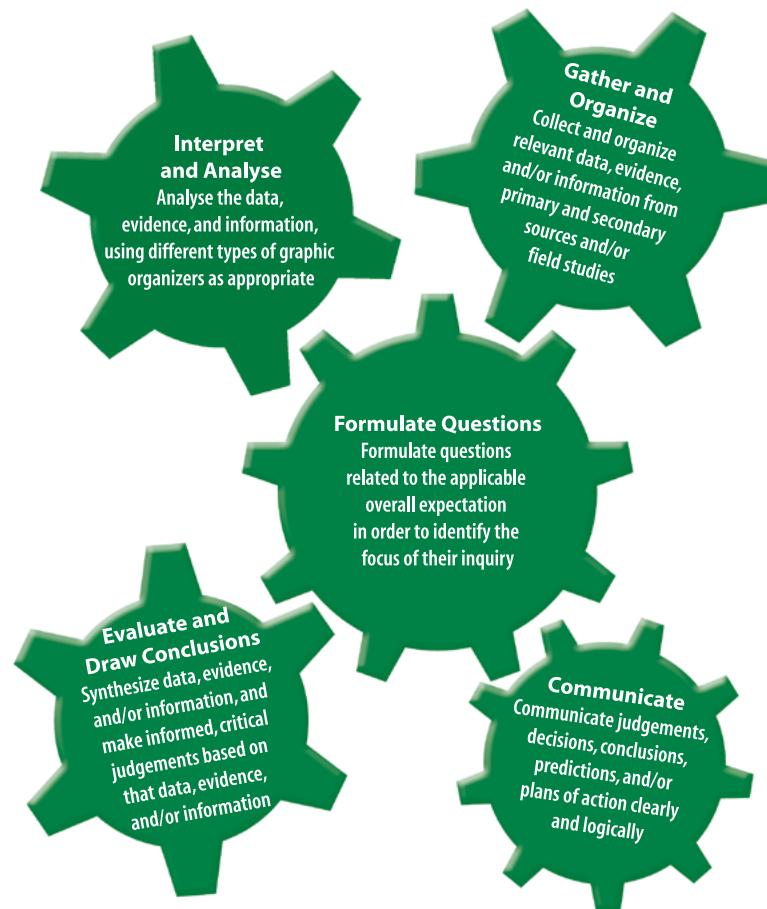 Interpret
and Analyse
Analyse the data,
evidence, and information,
using different types of graphic
organizers as appropriate
Gather and
Organize
Collect and organize
relevant data, evidence,
and/or information from
primary and secondary
sources and/or
field studies
Formulate Questions
Formulate questions
related to the applicable
overall expectation
in order to identify the
focus of their inquiry
Evaluate and
Draw Conclusions
Synthesize data, evidence,
and/or information, and
make informed, critical
judgements based on
that data, evidence,
and/or information
Communicate
Communicate judgements,
decisions, conclusions,
predictions, and/or
plans of action clearly
and logically